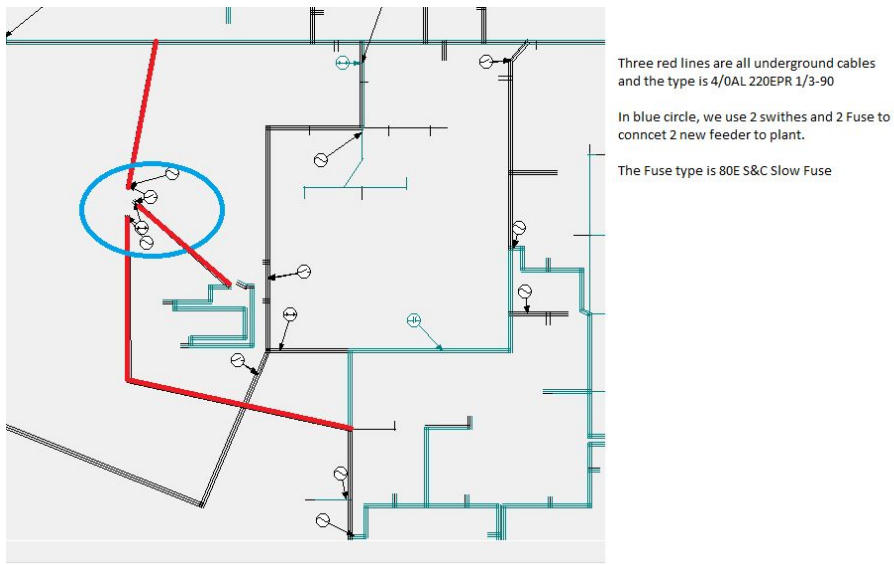 Three red lines are all underground cables
and the type is 4/0AL 220EPR 1/3-90
In blue circle, we use 2 swithes and 2 Fuse to
conncet 2 new feeder to plant.
The Fuse type is 80E S&C Slow Fuse